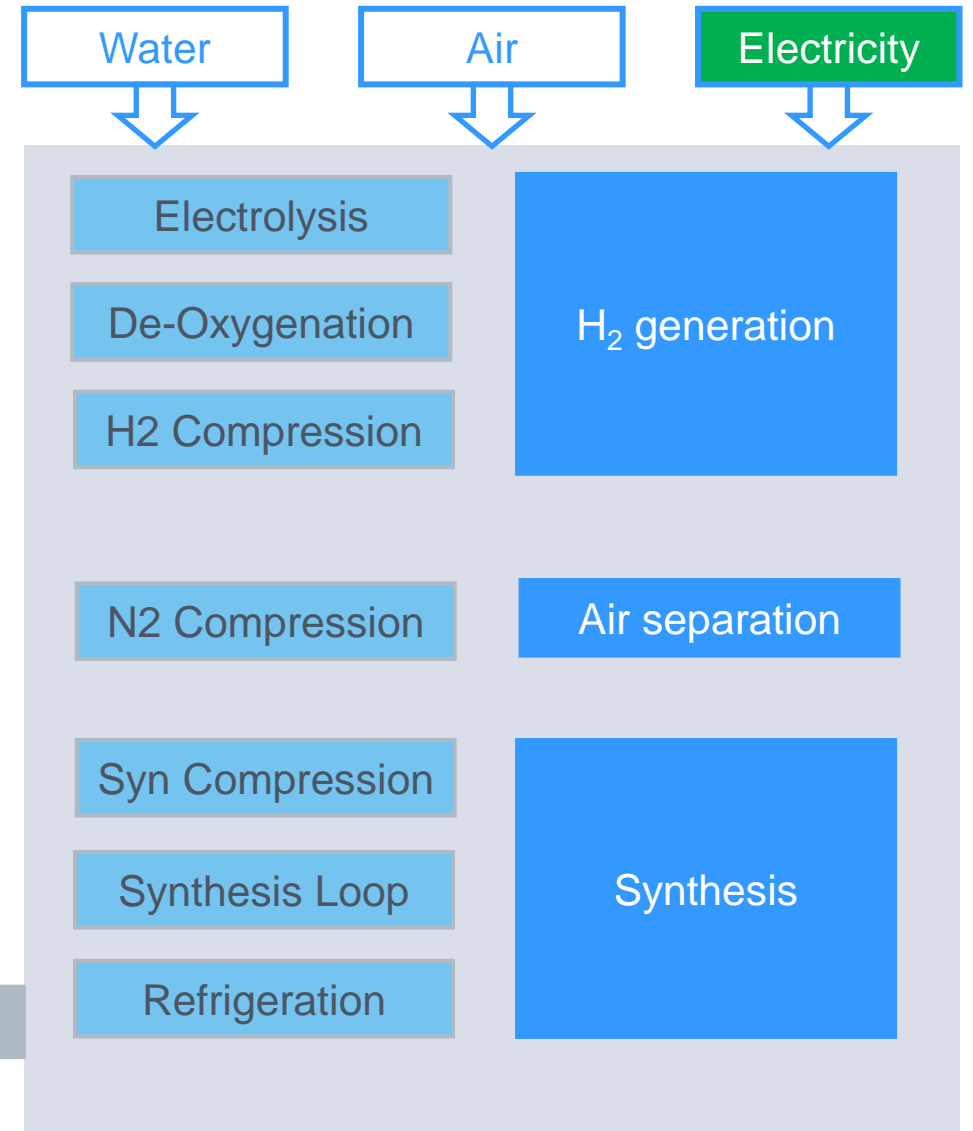 Water
Air
Electricity
Electrolysis
De-Oxygenation
H2 Compression
H₂ generation
N2 Compression
Air separation
Syn Compression
Synthesis Loop
Refrigeration
Synthesis